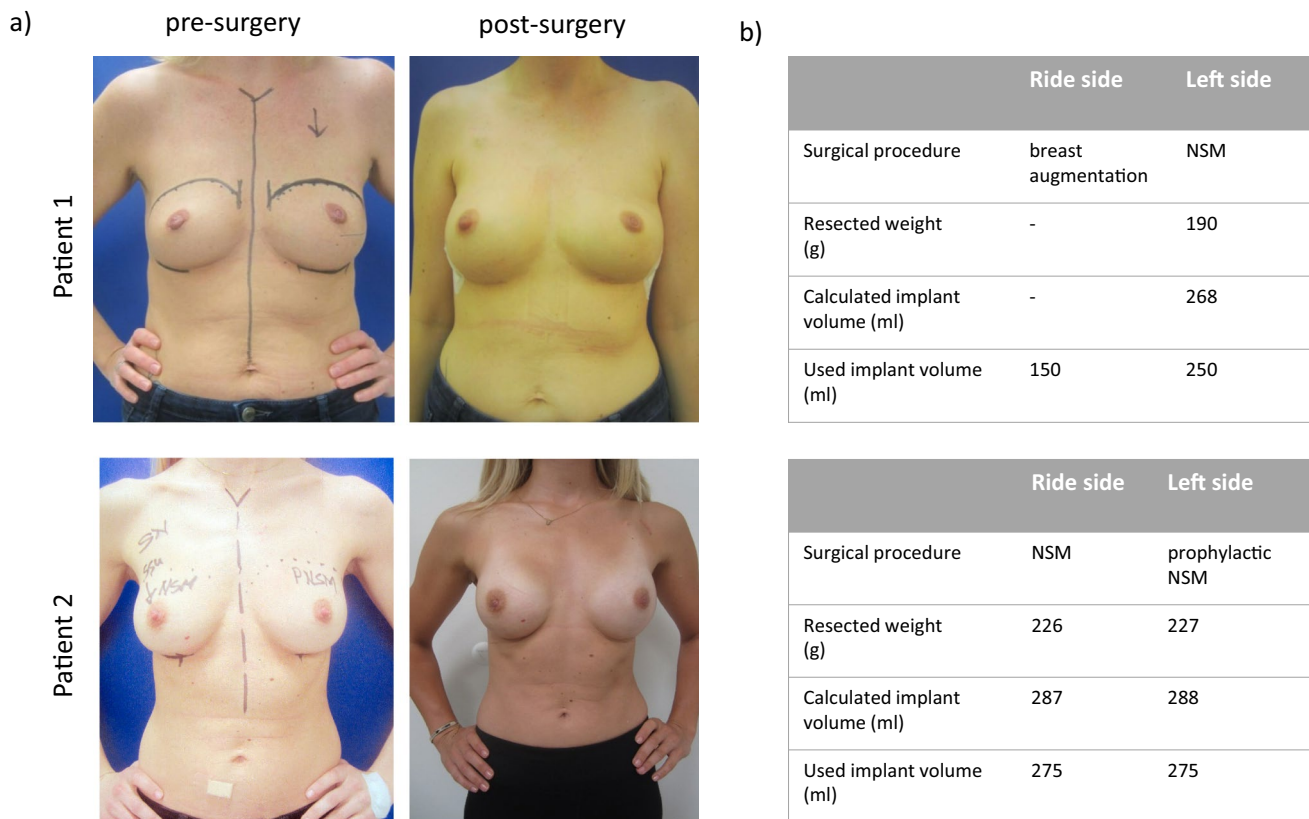 a)
pre-surgery
post-surgery
Patient 1
SN
NSM
PNSM
Patient 2
b)
Ride side Left side
Surgical procedure breast NSM
augmentation
Resected weight - 190
(g)
Calculated implant - 268
volume (ml)
Used implant volume 150 250
(ml)
Ride side Left side
Surgical procedure NSM prophylactic
NSM
Resected weight 226 227
(g)
Calculated implant 287 288
volume (ml)
Used implant volume 275 275
(ml)